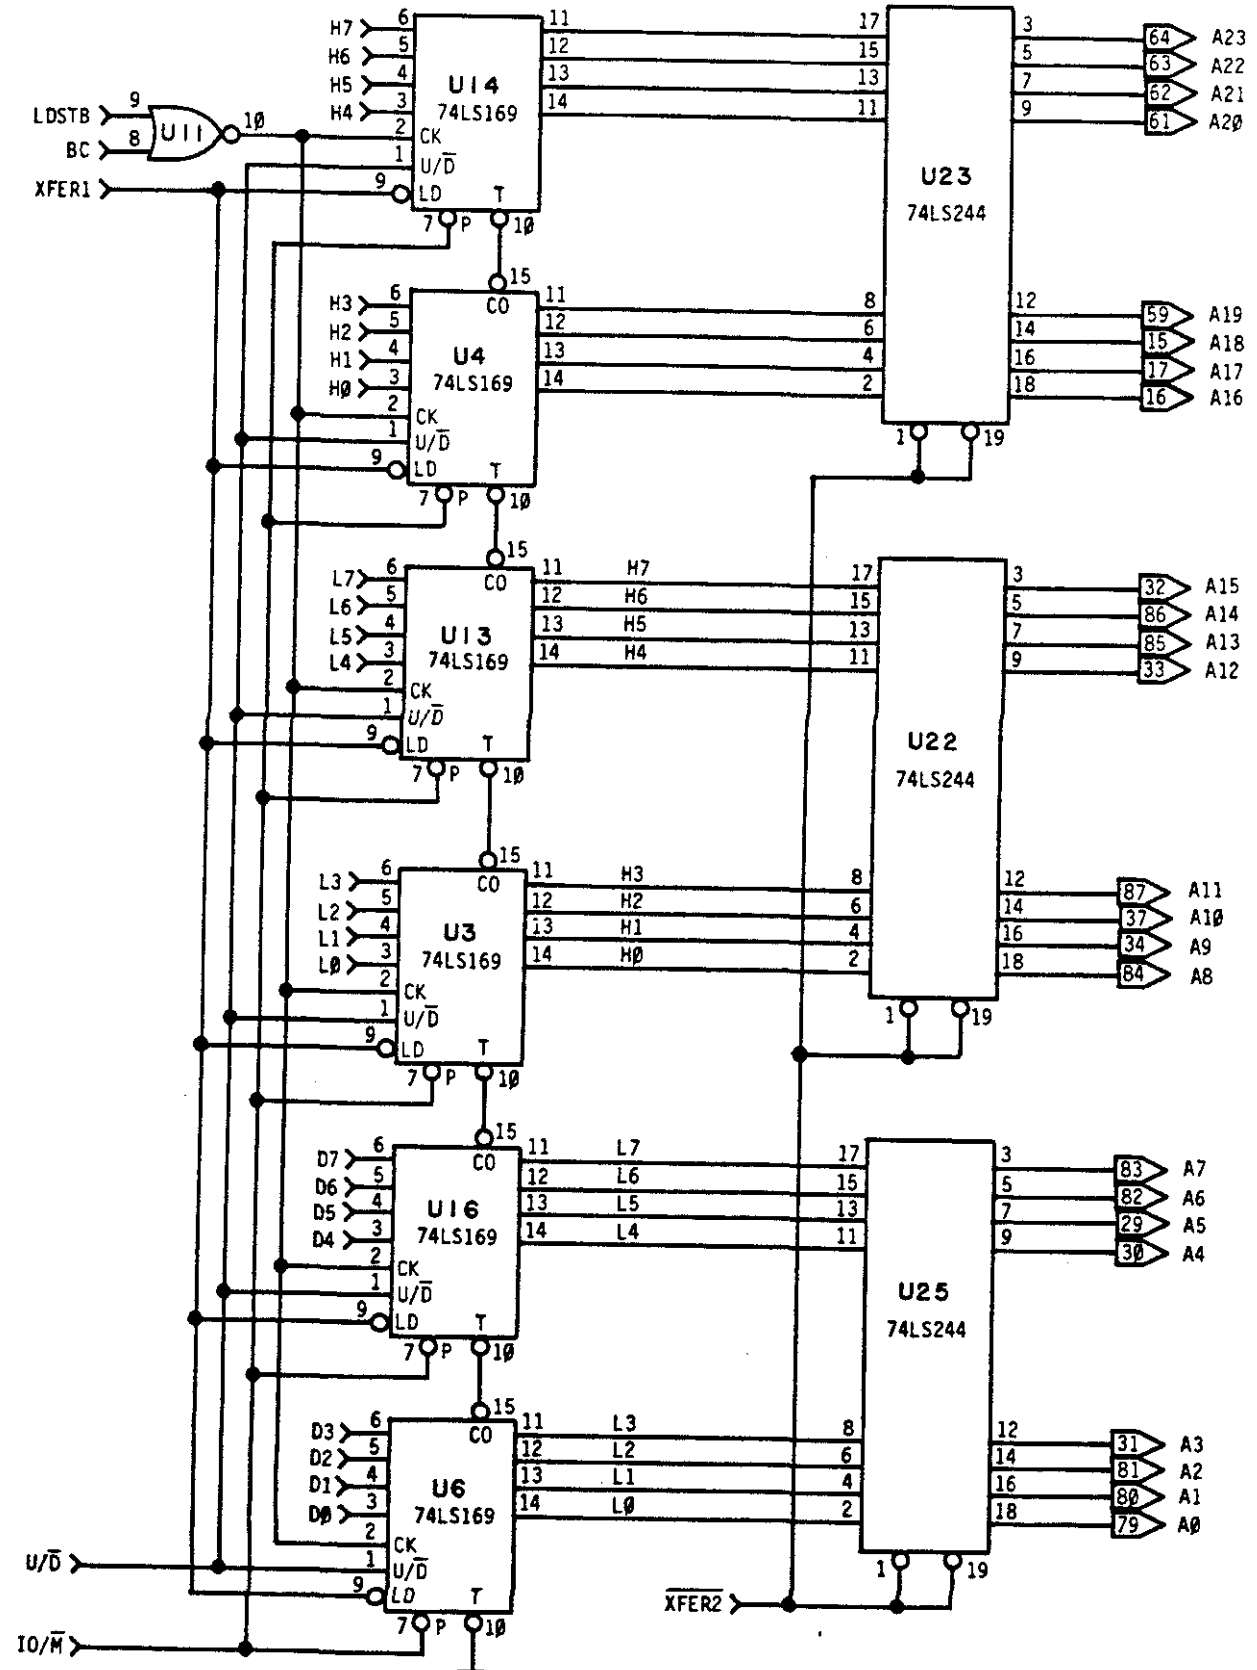 H7 6 11 17 3 64 A23
H6 5 12 15 5 63 A22
H5 4 13 13 7 62 A21
H4 3 14 11 9 61 A20
U14
74LS169
2 CK
1 U/D̅
9 LD T
7 P 10
LDSTB 9
BC 8
U11 10
XFER1
U23
74LS244
15
CO
H3 6 11 8 12 59 A19
H2 5 12 6 14 15 A18
H1 4 13 4 16 17 A17
HØ 3 14 2 18 16 A16
U4
74LS169
2 CK
1 U/D̅
9 LD T
7 P 1Ø
1 19
15
CO
L7 6 11 H7 17 3 32 A15
L6 5 12 H6 15 5 86 A14
L5 4 13 H5 13 7 85 A13
L4 3 14 H4 11 9 33 A12
U13
74LS169
2 CK
1 U/D̅
9 LD T
7 P 1Ø
U22
74LS244
15
CO
L3 6 11 H3 8 12 87 A11
L2 5 12 H2 6 14 37 A1Ø
L1 4 13 H1 4 16 34 A9
LØ 3 14 HØ 2 18 84 A8
U3
74LS169
2 CK
1 U/D̅
9 LD T
7 P 1Ø
1 19
15
CO
D7 6 11 L7 17 3 83 A7
D6 5 12 L6 15 5 82 A6
D5 4 13 L5 13 7 29 A5
D4 3 14 L4 11 9 3Ø A4
U16
74LS169
2 CK
1 U/D̅
9 LD T
7 P 1Ø
U25
74LS244
15
CO
D3 6 11 L3 8 12 31 A3
D2 5 12 L2 6 14 81 A2
D1 4 13 L1 4 16 8Ø A1
DØ 3 14 LØ 2 18 79 AØ
U6
74LS169
2 CK
U/D̅ 1 U/D̅
9 LD T
7 P 1Ø
1 19
X̅F̅E̅R̅2̅
IO/M̅